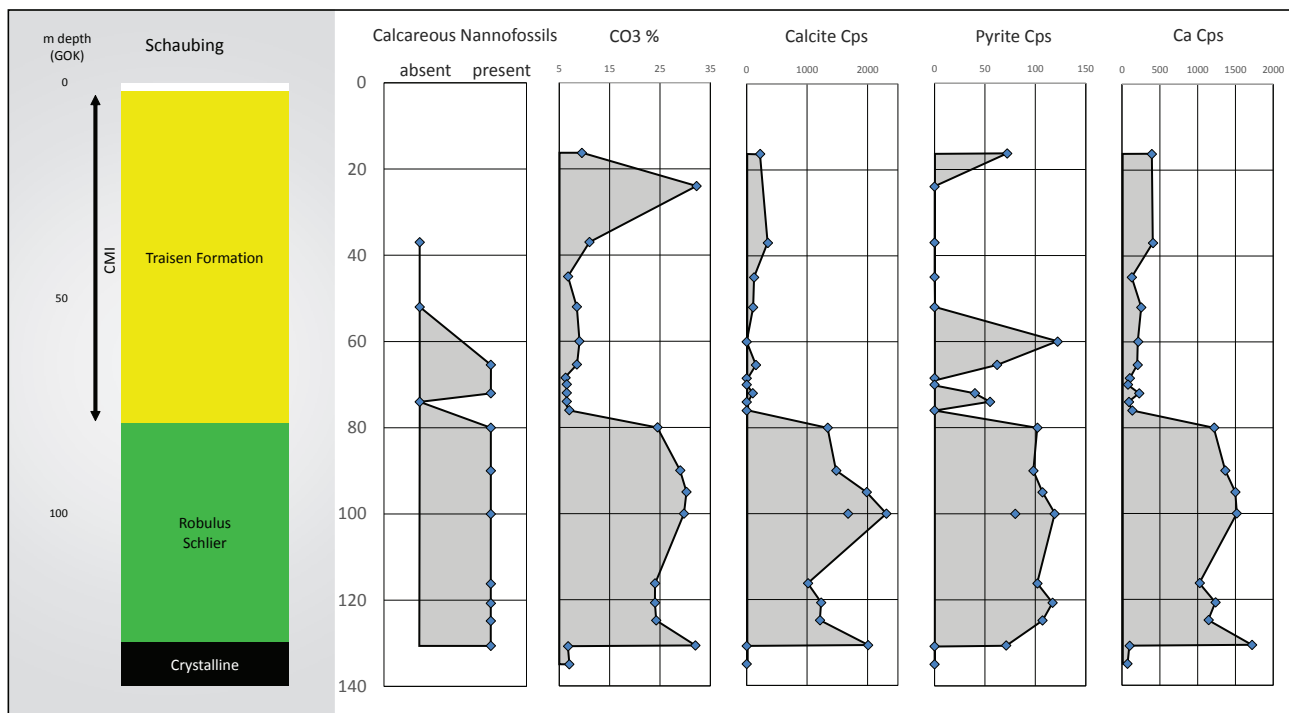 m depth
(GOK)
Schaubing
0
50
100
CMI
Traisen Formation
Robulus
Schlier
Crystalline
Calcareous Nannofossils
absent present
0
20
40
60
80
100
120
140
CO3 %
5 15 25 35
Calcite Cps
0 1000 2000
Pyrite Cps
0 50 100 150
Ca Cps
0 500 1000 1500 2000